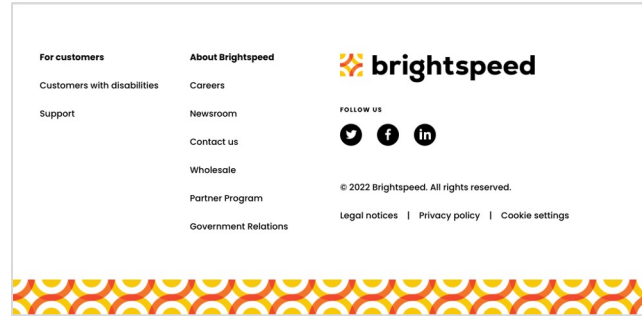 For customers
Customers with disabilities
Support
About Brightspeed
Careers
Newsroom
Contact us
Wholesale
Partner Program
Government Relations
brightspeed
FOLLOW US
© 2022 Brightspeed. All rights reserved.
Legal notices | Privacy policy | Cookie settings